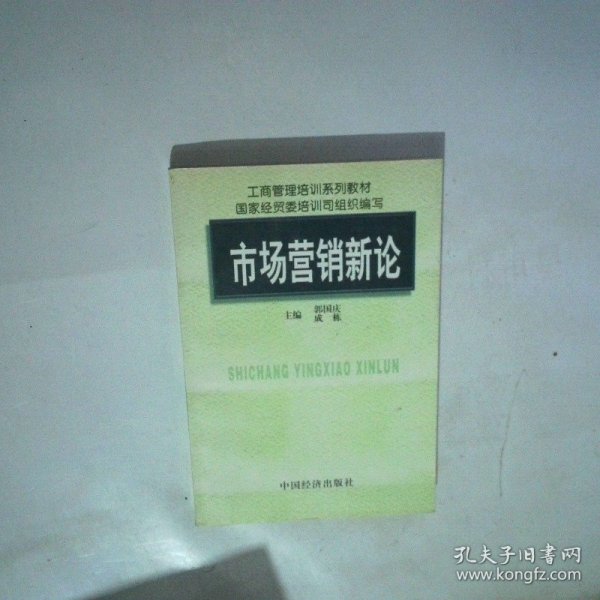 工商管理培训系列教材
国家经贸委培训司组织编写
市场营销新论
主编 郭国庆
成栋
SHICHANG YINGXIAO XINLUN
中国经济出版社
孔夫子旧书网
www.kongfz.com